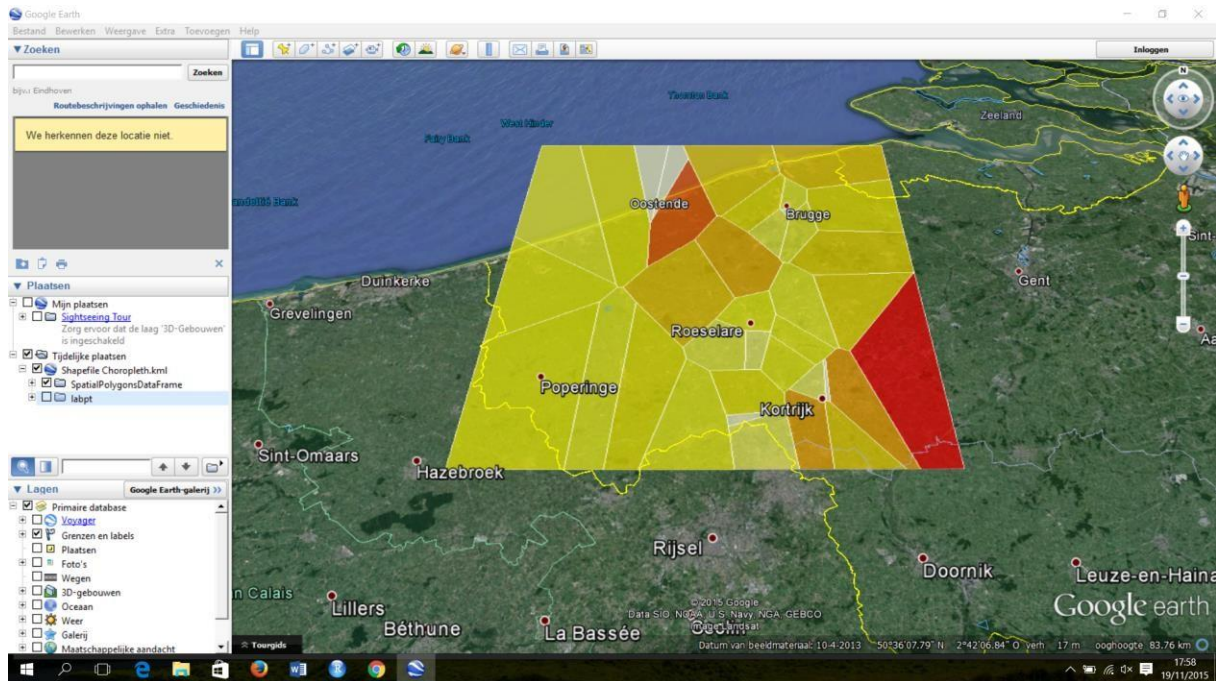 Google Earth
Bestand Bewerken Weergave Extra Toevoegen Help
▼ Zoeken
Zoeken
Routebeschrijvingen ophalen Geschiedenis
We herkennen deze locatie niet.
▼ Plaatsen
Mijn plaatsen
Sightseeing Tour
Zorg ervoor dat de laag '3D-Gebouwen'
is ingeschakeld
Tijdelijke plaatsen
Shapefile Choropleth.kml
SpatialPolygonsDataFrame
labpt
▼ Lagen
Google Earth-galerij >>
Primaire database
Voyager
Grenzen en labels
Plaatsen
Foto's
Wegen
3D-gebouwen
Oceaan
Weer
Galerij
Maatschappelijke aandacht
Inloggen
N
Thornton Bank
West Hinder
Fairy Bank
Zeeland
Oostende
Brugge
Duinkerke
Gent
Grevelingen
Roeselare
Poperinge
Kortrijk
Sint-Omaars
Hazebroek
Rijsel
Doornik
Leuze-en-Haina
n Calais
Lillers
Béthune
La Bassée
© 2015 Google
Data SIO, NOAA, U.S. Navy, NGA, GEBCO
Image Landsat
Google earth
Tourgids
Datum van beeldmateriaal: 10-4-2013 50°36'07.79" N 2°42'06.84" O verh 17 m ooghoogte 83.76 km
17:58
19/11/2015